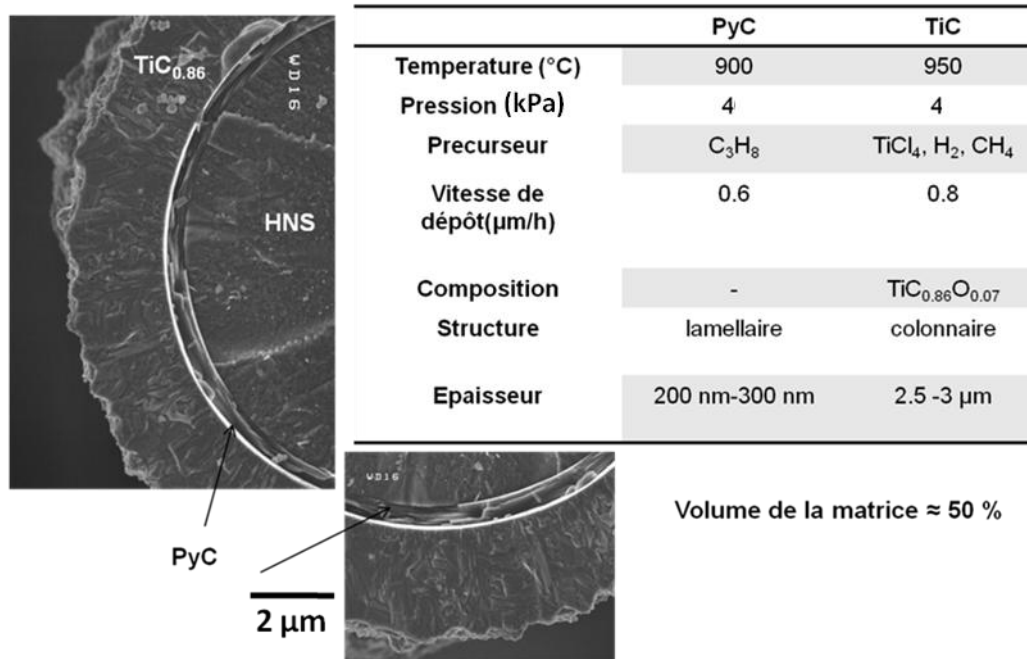 TiC₀.₈₆
WD16
HNS
PyC TiC
Temperature (°C) 900 950
Pression (kPa) 4 4
Precurseur C₃H₈ TiCl₄, H₂, CH₄
Vitesse de 0.6 0.8
dépôt(µm/h)
Composition - TiC₀.₈₆O₀.₀₇
Structure lamellaire colonnaire
Epaisseur 200 nm-300 nm 2.5 -3 µm
WD16
Volume de la matrice ≈ 50 %
PyC
2 µm